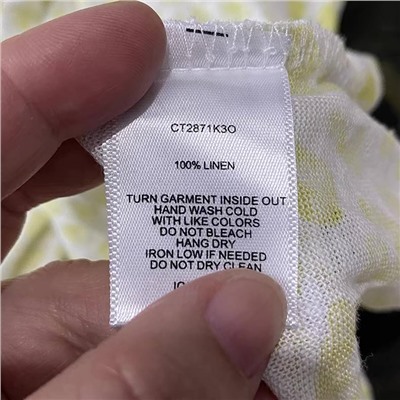 CT2871K3O
100% LINEN
TURN GARMENT INSIDE OUT
HAND WASH COLD
WITH LIKE COLORS
DO NOT BLEACH
HANG DRY
IRON LOW IF NEEDED
DO NOT DRY CLEAN